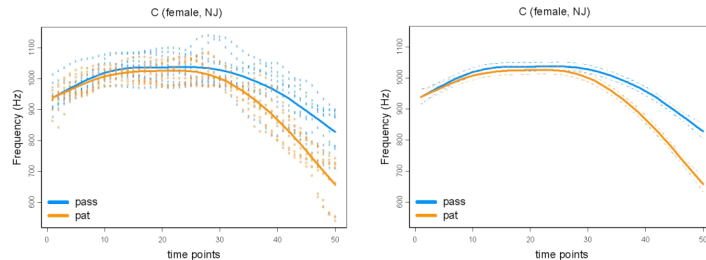 C (female, NJ)
Frequency (Hz)
1100
1000
900
800
700
600
pass
pat
0
10
20
30
40
50
time points
C (female, NJ)
Frequency (Hz)
1100
1000
900
800
700
600
pass
pat
0
10
20
30
40
50
time points